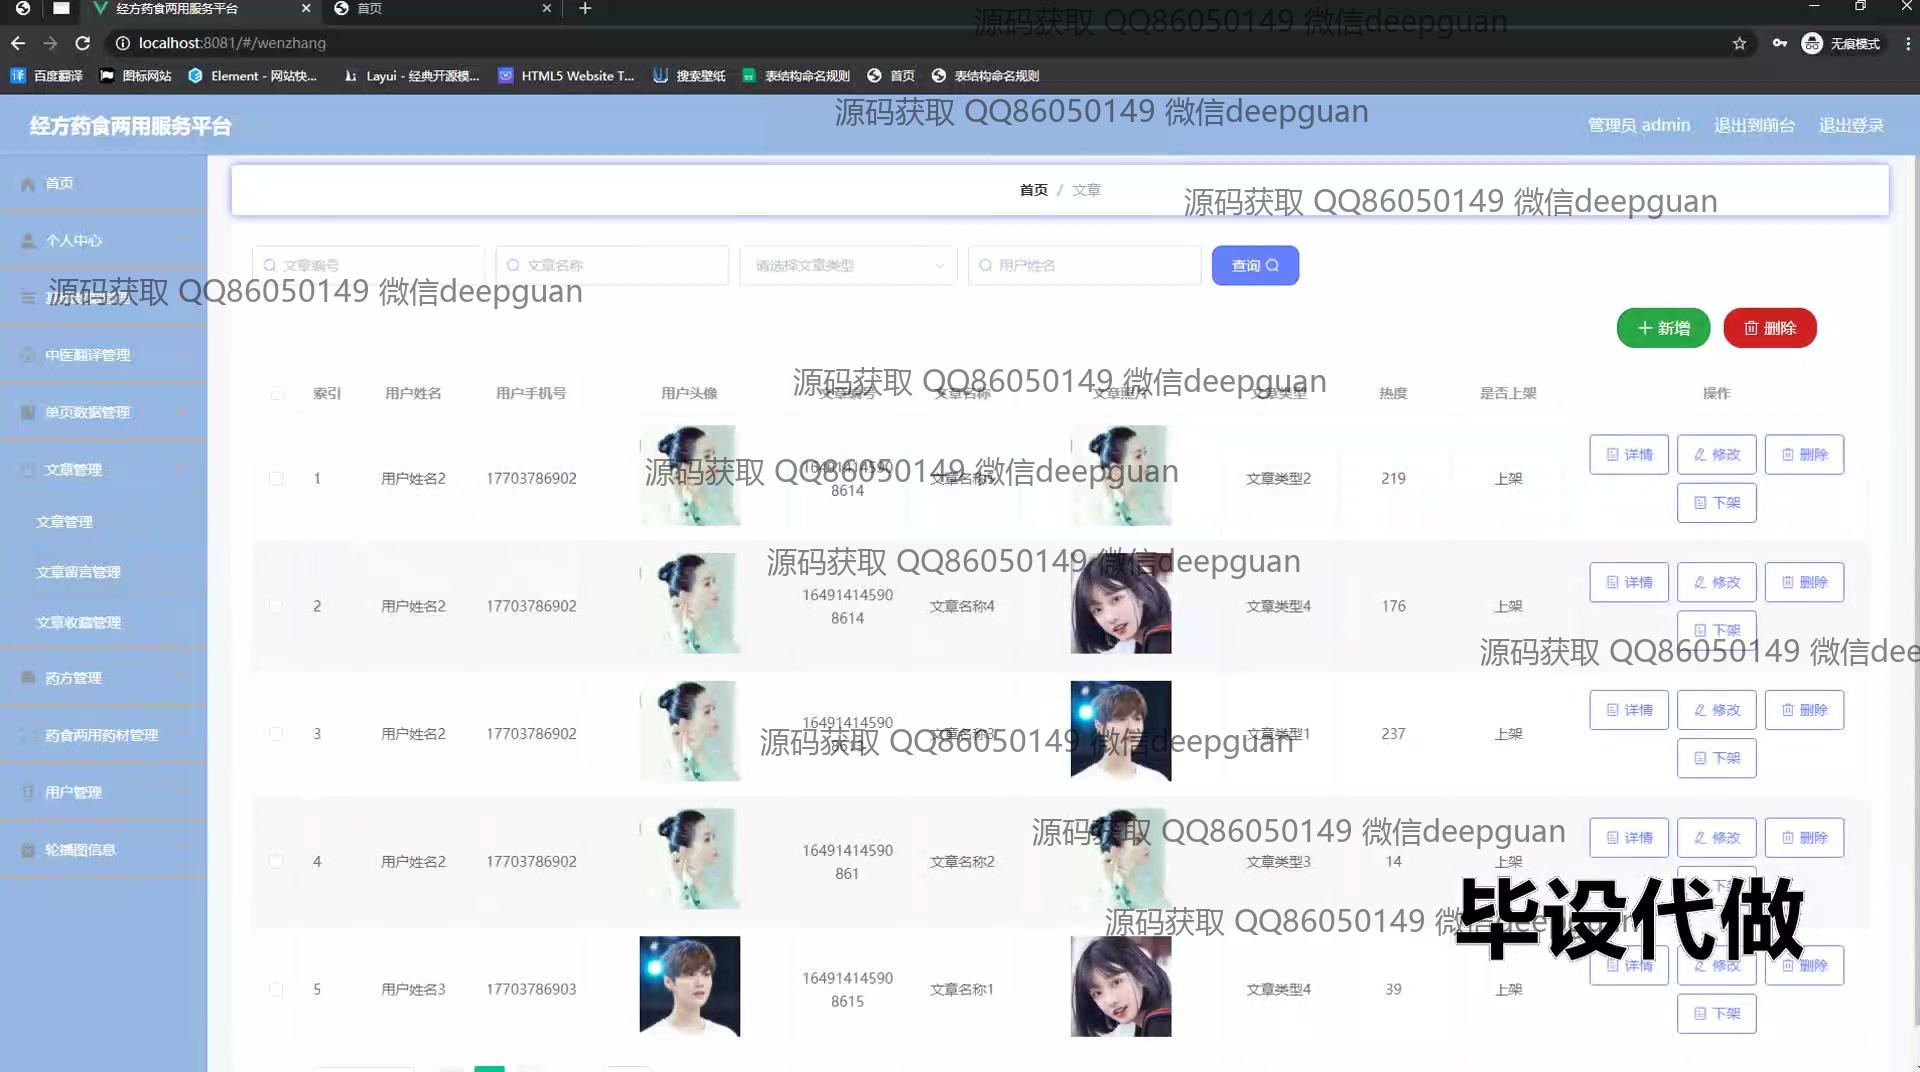 经方药食两用服务平台
首页
localhost:8081/#/wenzhang
无痕模式
百度翻译 图标网站 Element - 网站快... Layui - 经典开源模... HTML5 Website T... 搜索壁纸 表结构命名规则 首页 表结构命名规则
源码获取 QQ86050149 微信deepguan
源码获取 QQ86050149 微信deepguan
经方药食两用服务平台
管理员 admin 退出到前台 退出登录
首页 / 文章
源码获取 QQ86050149 微信deepguan
首页
个人中心
源码获取 QQ86050149 微信deepguan
中医翻译管理
单页数据管理
文章管理
文章管理
文章留言管理
文章收藏管理
药方管理
药食两用药材管理
用户管理
轮播图信息
文章编号 文章名称 请选择文章类型 用户姓名 查询
新增 删除
源码获取 QQ86050149 微信deepguan
索引 用户姓名 用户手机号 用户头像 文章编号 文章名称 文章照片 文章类型 热度 是否上架 操作
1 用户姓名2 17703786902 16491414590 8614 文章名称5 文章类型2 219 上架 详情 修改 删除
下架
源码获取 QQ86050149 微信deepguan
源码获取 QQ86050149 微信deepguan
2 用户姓名2 17703786902 16491414590 8614 文章名称4 文章类型4 176 上架 详情 修改 删除
下架
源码获取 QQ86050149 微信dee
3 用户姓名2 17703786902 16491414590 文章名称3 文章类型1 237 上架 详情 修改 删除
下架
源码获取 QQ86050149 微信deepguan
源码获取 QQ86050149 微信deepguan
4 用户姓名2 17703786902 16491414590 861 文章名称2 文章类型3 14 上架 详情 修改 删除
源码获取 QQ86050149
毕设代做
5 用户姓名3 17703786903 16491414590 8615 文章名称1 文章类型4 39 上架 详情 修改 删除
下架